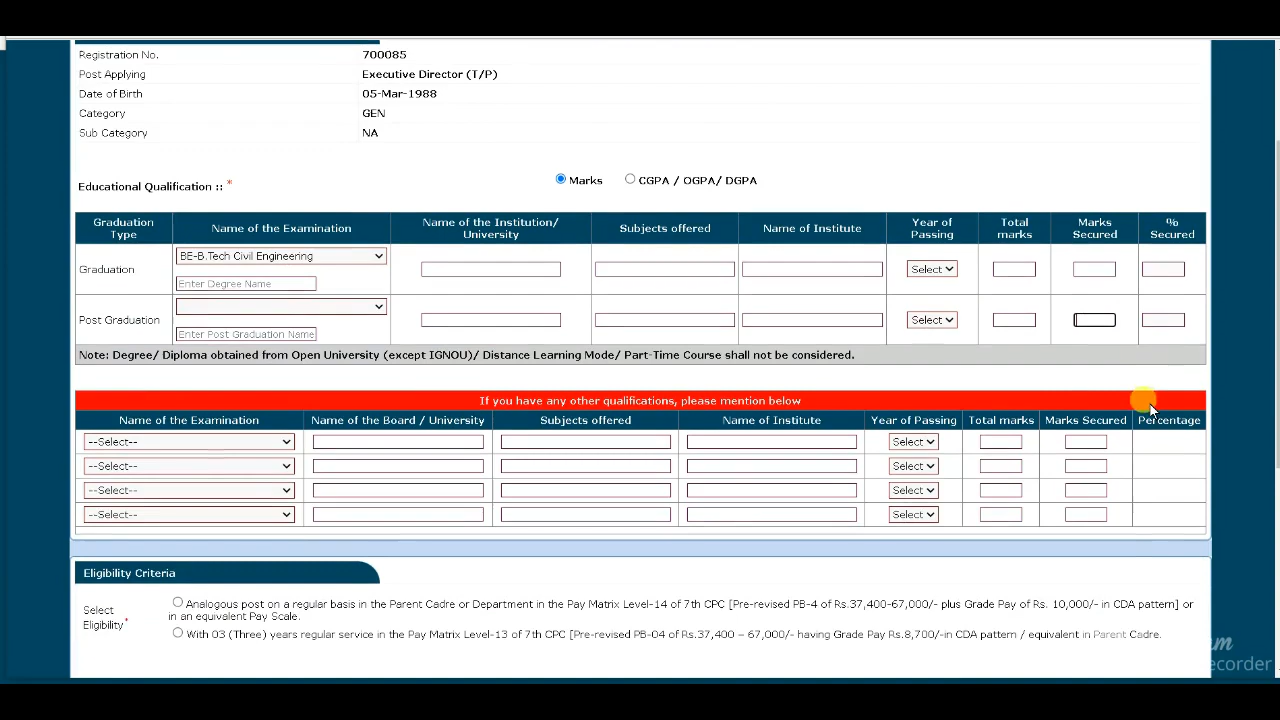 Registration No. 700085
Post Applying Executive Director (T/P)
Date of Birth 05-Mar-1988
Category GEN
Sub Category NA
Educational Qualification :: * Marks CGPA / OGPA/ DGPA
Graduation Type Name of the Examination Name of the Institution/ University Subjects offered Name of Institute Year of Passing Total marks Marks Secured % Secured
Graduation BE-B.Tech Civil Engineering Select
Enter Degree Name
Post Graduation Select
Enter Post Graduation Name
Note: Degree/ Diploma obtained from Open University (except IGNOU)/ Distance Learning Mode/ Part-Time Course shall not be considered.
If you have any other qualifications, please mention below
Name of the Examination Name of the Board / University Subjects offered Name of Institute Year of Passing Total marks Marks Secured Percentage
--Select-- Select
--Select-- Select
--Select-- Select
--Select-- Select
Eligibility Criteria
Select Eligibility *
Analogous post on a regular basis in the Parent Cadre or Department in the Pay Matrix Level-14 of 7th CPC [Pre-revised PB-4 of Rs.37,400-67,000/- plus Grade Pay of Rs. 10,000/- in CDA pattern] or
in an equivalent Pay Scale.
With 03 (Three) years regular service in the Pay Matrix Level-13 of 7th CPC [Pre-revised PB-04 of Rs.37,400 – 67,000/- having Grade Pay Rs.8,700/-in CDA pattern / equivalent in Parent Cadre.